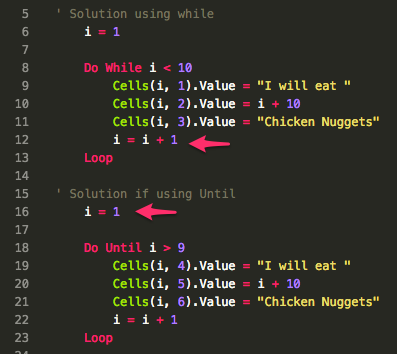 5 ' Solution using while
6 i = 1
7
8 Do While i < 10
9 Cells(i, 1).Value = "I will eat "
10 Cells(i, 2).Value = i + 10
11 Cells(i, 3).Value = "Chicken Nuggets"
12 i = i + 1
13 Loop
14
15 ' Solution if using Until
16 i = 1
17
18 Do Until i > 9
19 Cells(i, 4).Value = "I will eat "
20 Cells(i, 5).Value = i + 10
21 Cells(i, 6).Value = "Chicken Nuggets"
22 i = i + 1
23 Loop